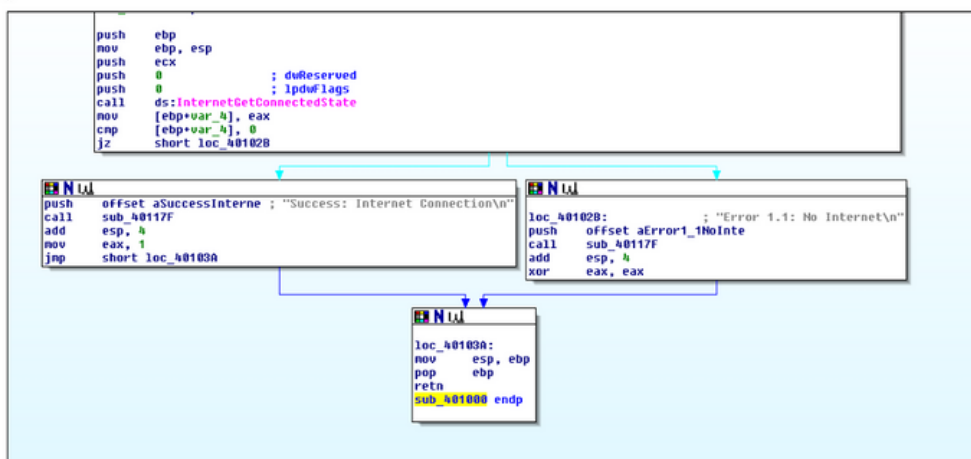 push ebp
mov ebp, esp
push ecx
push 0 ; dwReserved
push 0 ; lpdwFlags
call ds:InternetGetConnectedState
mov [ebp+var_4], eax
cmp [ebp+var_4], 0
jz short loc_40102B
N
push offset aSuccessInterne ; "Success: Internet Connection\n"
call sub_40117F
add esp, 4
mov eax, 1
jmp short loc_40103A
N
loc_40102B: ; "Error 1.1: No Internet\n"
push offset aError1_1NoInte
call sub_40117F
add esp, 4
xor eax, eax
N
loc_40103A:
mov esp, ebp
pop ebp
retn
sub_401000 endp